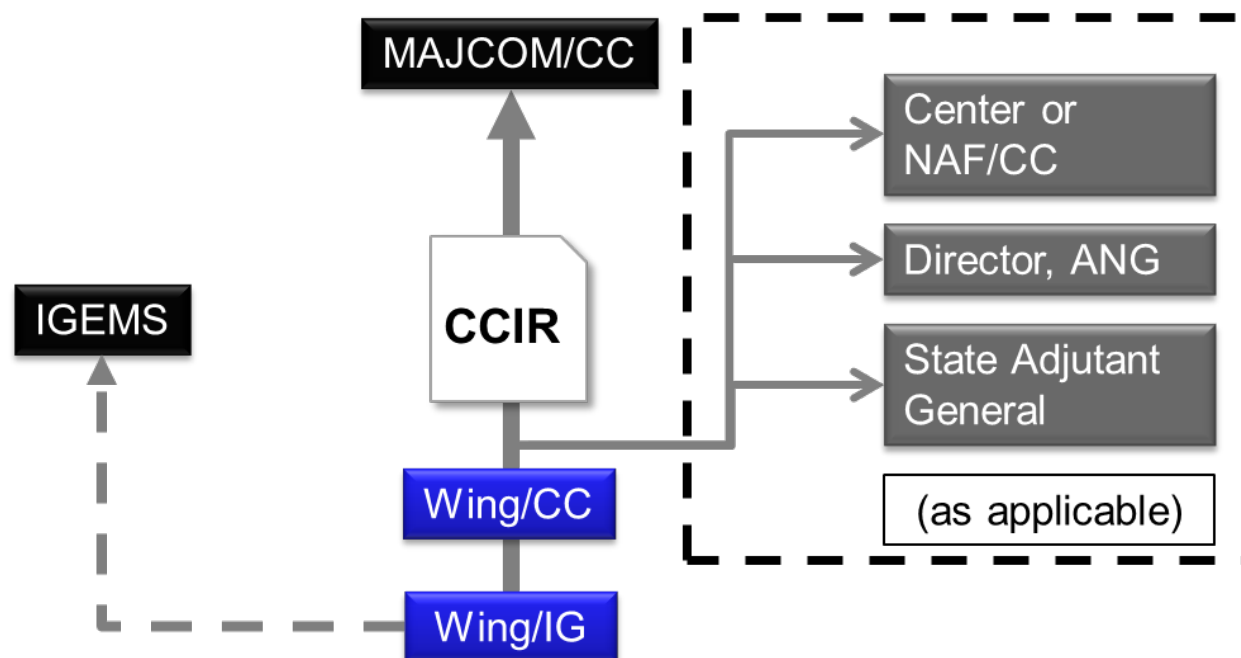 MAJCOM/CC
Center or
NAF/CC
Director, ANG
IGEMS
CCIR
State Adjutant
General
Wing/CC
(as applicable)
Wing/IG